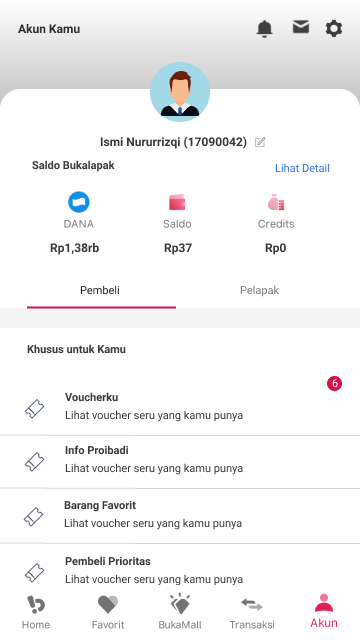 Akun Kamu
Ismi Nururrizqi (17090042)
Saldo Bukalapak
Lihat Detail
DANA
Saldo
Credits
Rp1,38rb
Rp37
Rp0
Pembeli
Pelapak
Khusus untuk Kamu
6
Voucherku
Lihat voucher seru yang kamu punya
Info Proibadi
Lihat voucher seru yang kamu punya
Barang Favorit
Lihat voucher seru yang kamu punya
Pembeli Prioritas
Lihat voucher seru yang kamu punya
Home
Favorit
BukaMall
Transaksi
Akun